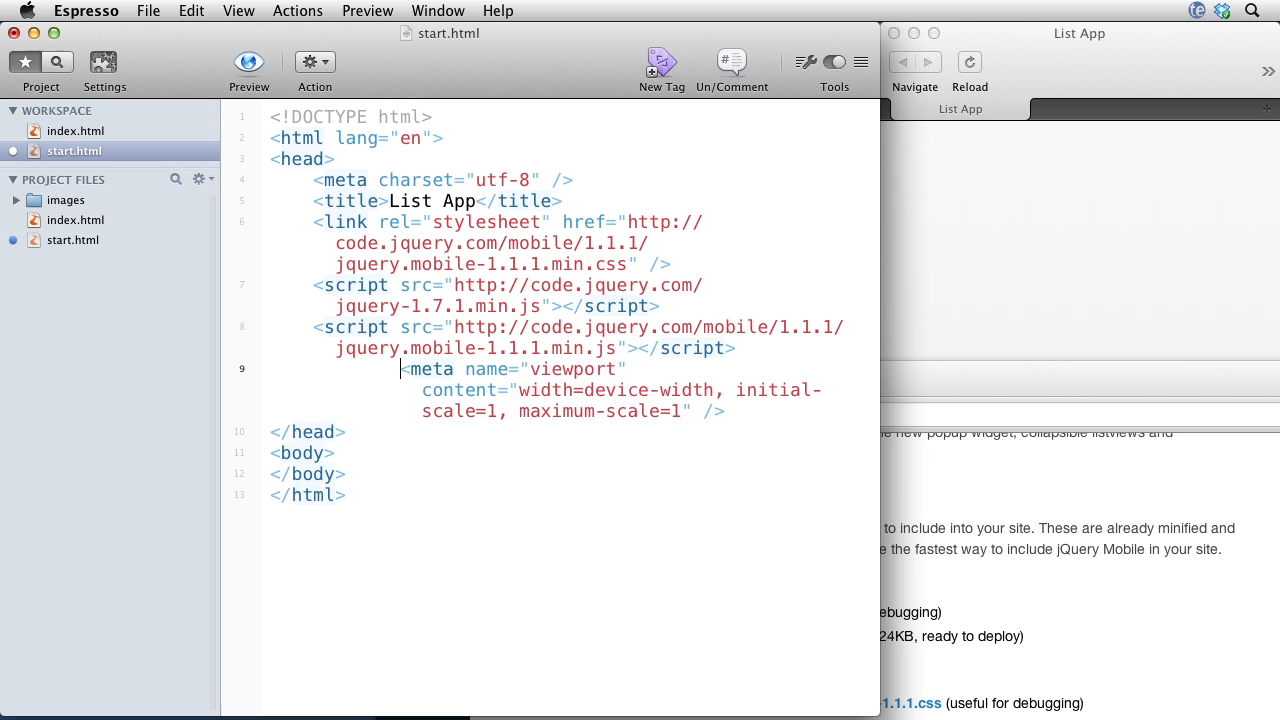 Espresso File Edit View Actions Preview Window Help
start.html
Project Settings Preview Action New Tag Un/Comment Tools
WORKSPACE
index.html
start.html
PROJECT FILES
images
index.html
start.html
1 <!DOCTYPE html>
2 <html lang="en">
3 <head>
4 <meta charset="utf-8" />
5 <title>List App</title>
6 <link rel="stylesheet" href="http://
code.jquery.com/mobile/1.1.1/
jquery.mobile-1.1.1.min.css" />
7 <script src="http://code.jquery.com/
jquery-1.7.1.min.js"></script>
8 <script src="http://code.jquery.com/mobile/1.1.1/
jquery.mobile-1.1.1.min.js"></script>
9 <meta name="viewport"
content="width=device-width, initial-
scale=1, maximum-scale=1" />
10 </head>
11 <body>
12 </body>
13 </html>
List App
Navigate Reload
List App
new popup widget, collapsible listviews and
to include into your site. These are already minified and
the fastest way to include jQuery Mobile in your site.
ebugging)
24KB, ready to deploy)
1.1.1.css (useful for debugging)